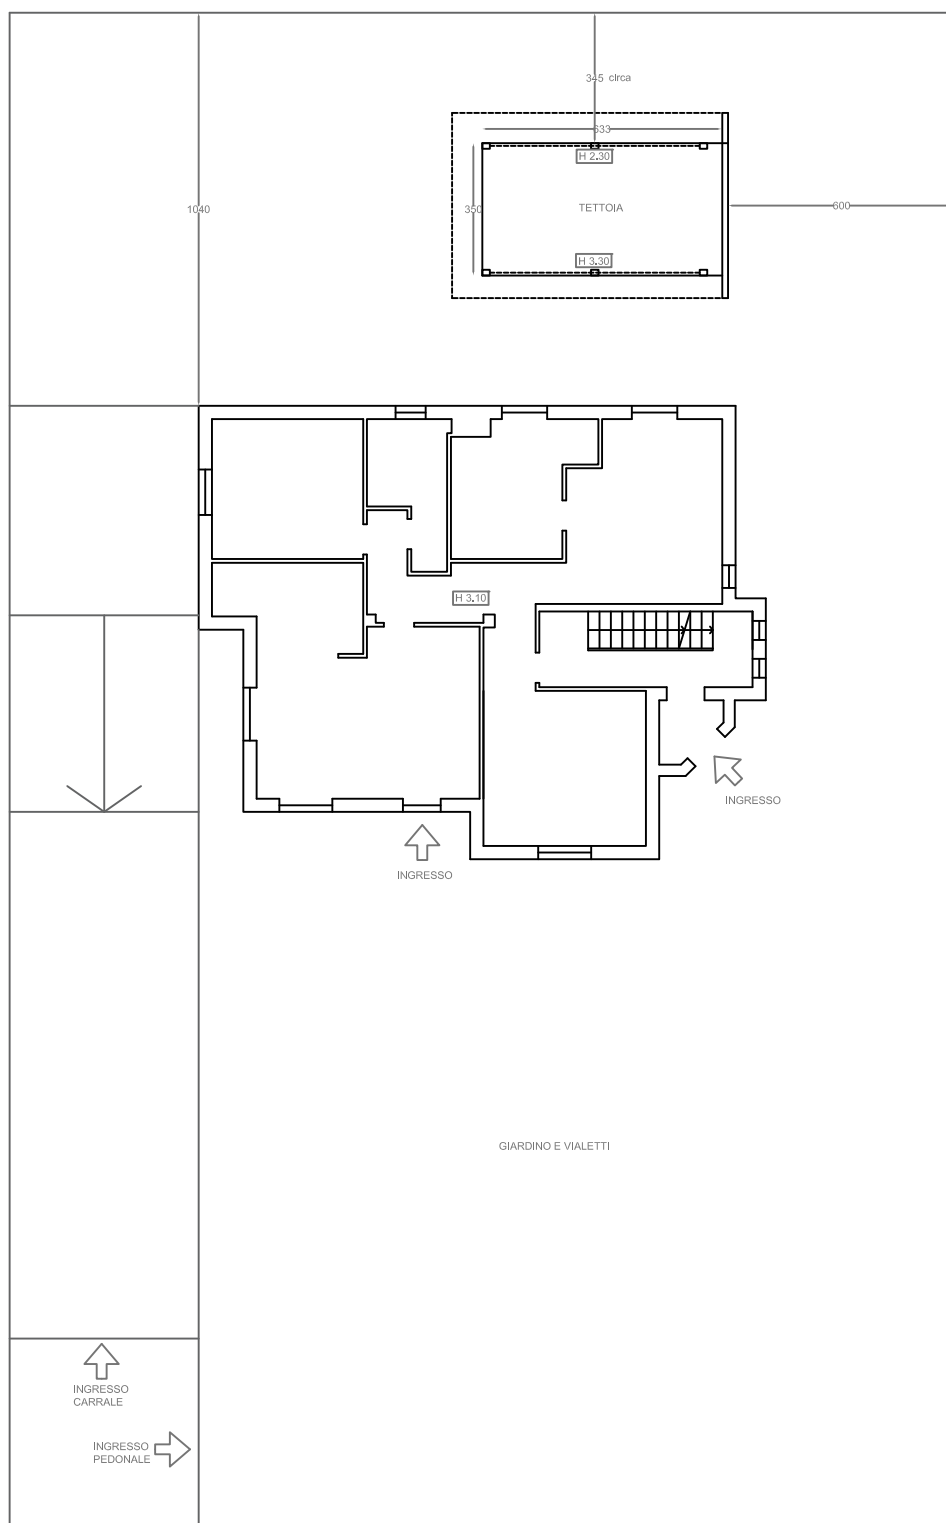 345 circa
633
H 2.30
1040
350
TETTOIA
600
H 3.30
H 3.10
INGRESSO
INGRESSO
GIARDINO E VIALETTI
INGRESSO
CARRALE
INGRESSO
PEDONALE